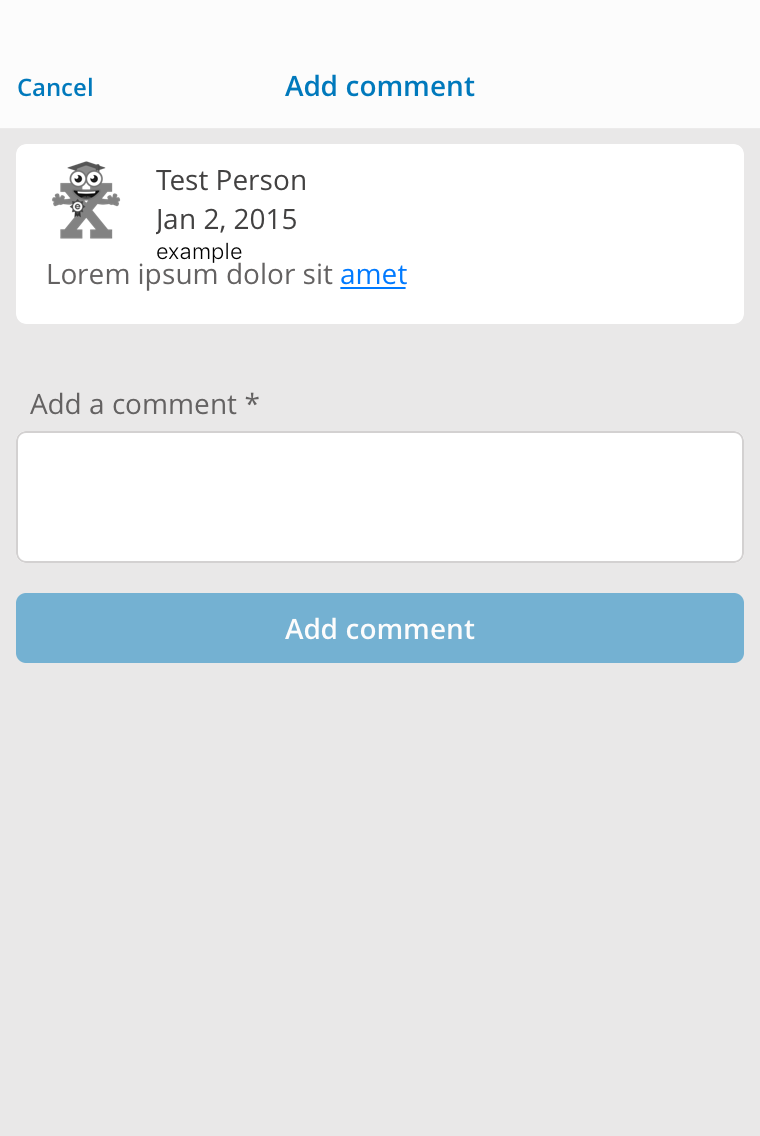 Cancel
Add comment
Test Person
Jan 2, 2015
example
Lorem ipsum dolor sit amet
Add a comment *
Add comment